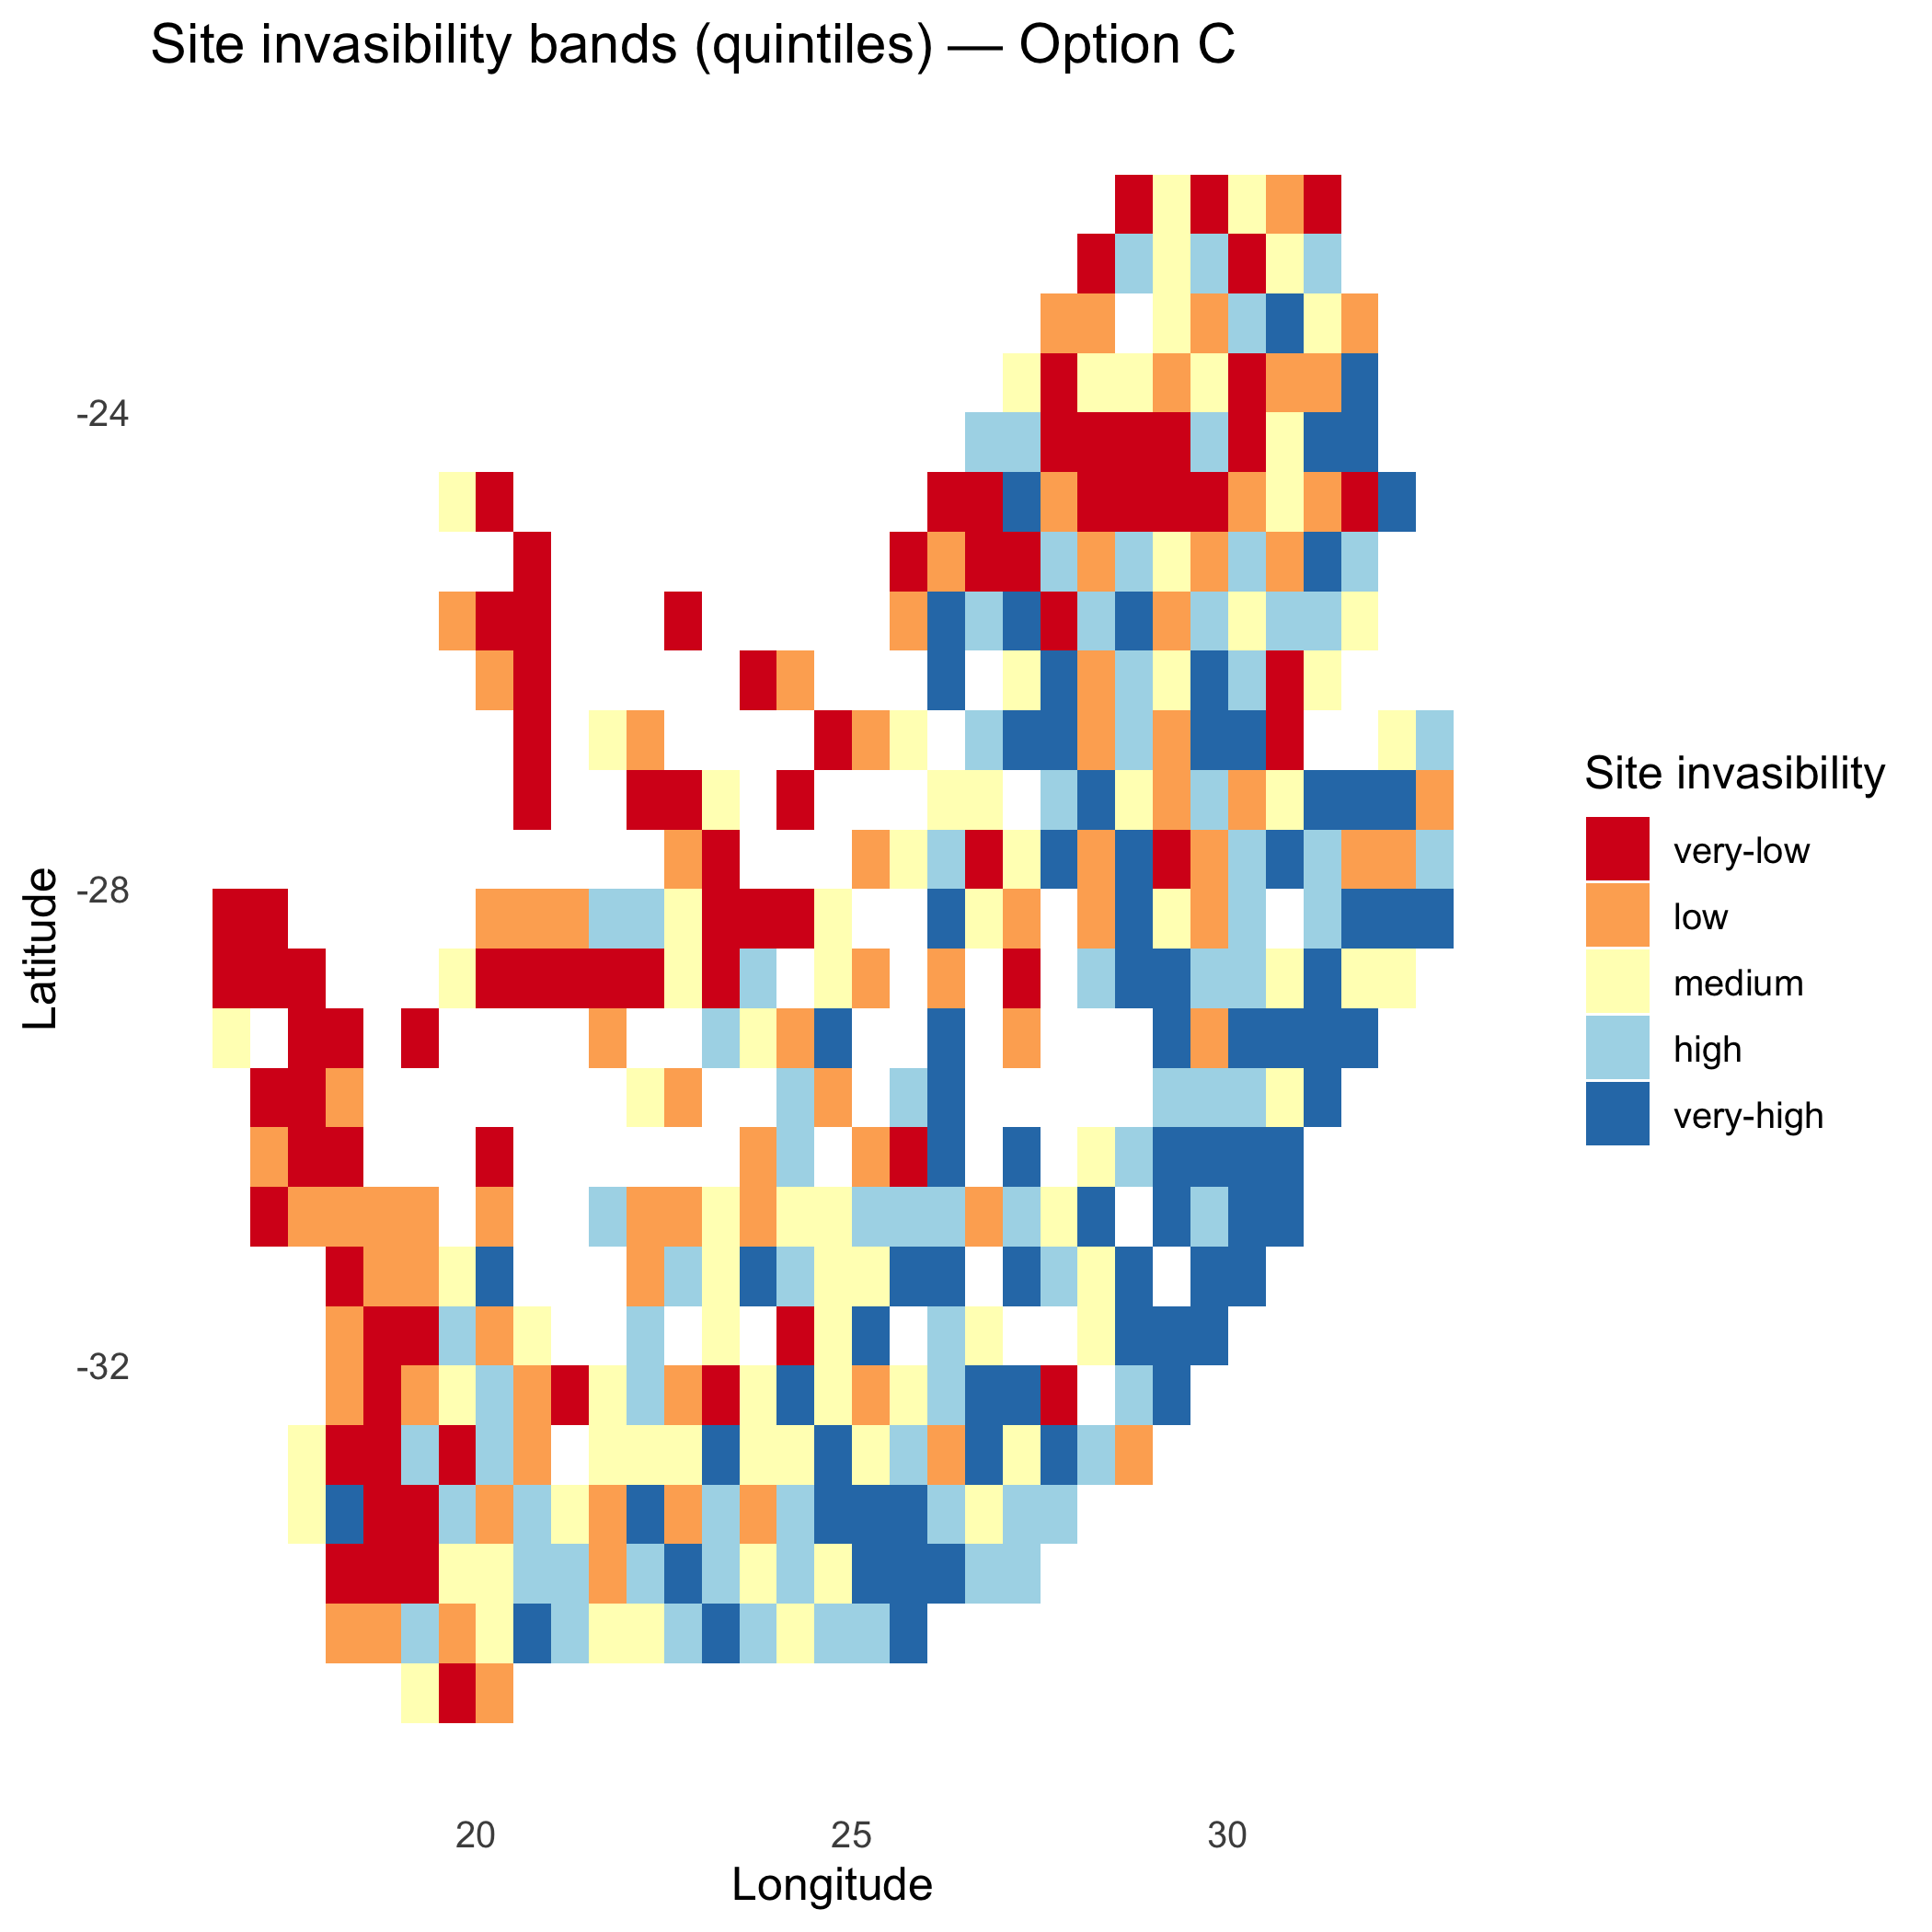 Site invasibility bands (quintiles) — Option C
-24
-28
-32
Latitude
20 25 30
Longitude
Site invasibility
very-low
low
medium
high
very-high